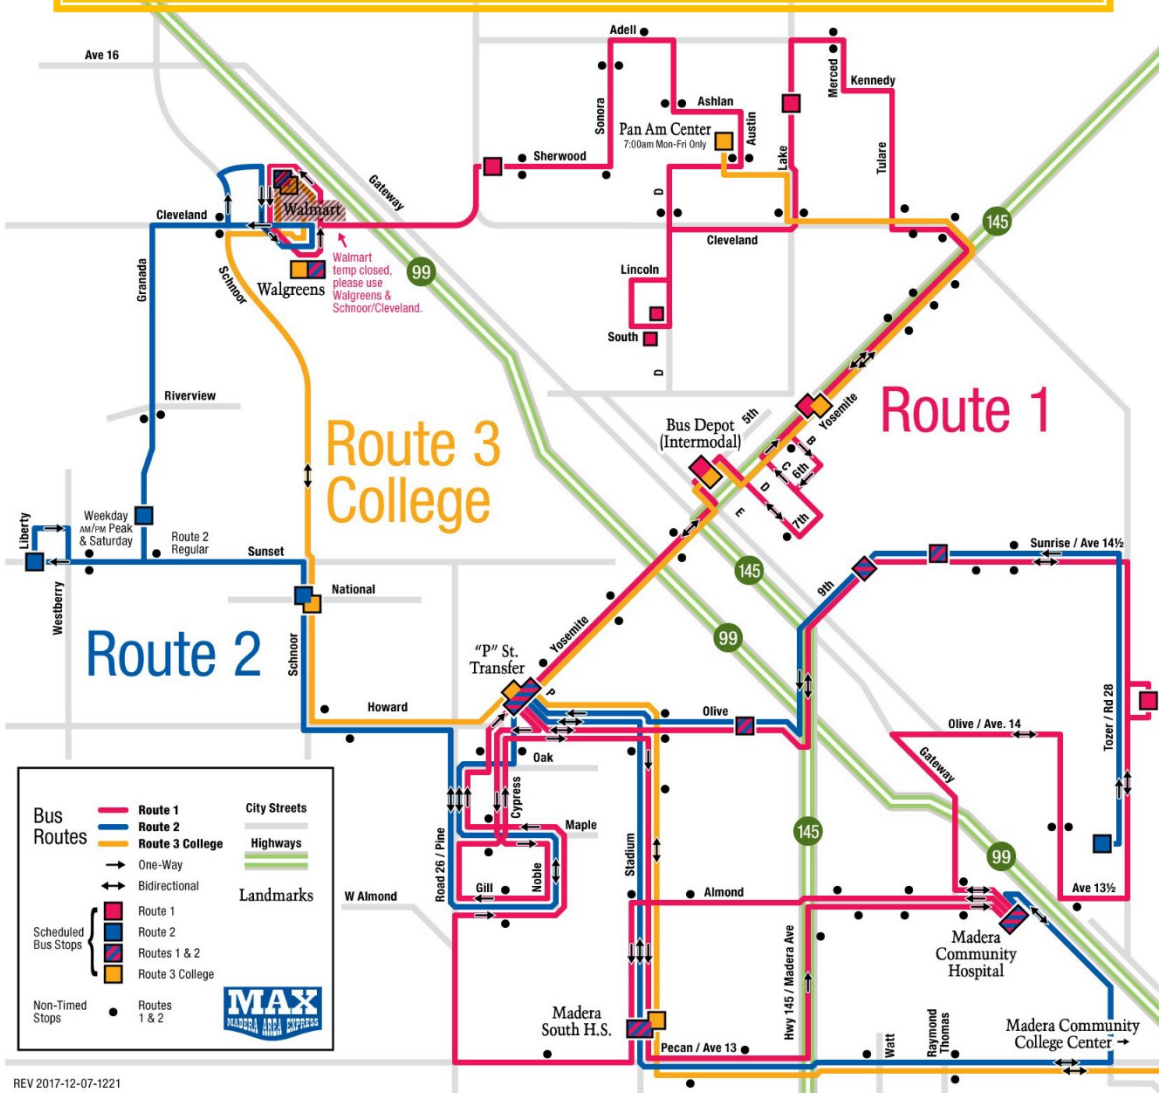 Adell
Ave 16
Merced
Kennedy
Sonora
Ashlan
Pan Am Center
7:00am Mon-Fri Only
Austin
Lake
Tulare
Sherwood
Gateway
D
Walmart
Cleveland
Cleveland
145
Schnoor
Granada
Walgreens
Walmart
temp closed,
please use
Walgreens &
Schnoor/Cleveland.
99
Lincoln
South
D
Riverview
Route 3
College
Route 1
Bus Depot
(Intermodal)
5th
Yosemite
B
6th
C
D
7th
E
Weekday
AM/PM Peak
& Saturday
Route 2
Regular
Liberty
Sunset
Westberry
National
145
Sunrise / Ave 14½
9th
Route 2
Schnoor
Yosemite
99
"P" St.
Transfer
P
Howard
Olive
Olive / Ave. 14
Tozer / Rd 28
Gateway
Oak
Cypress
Maple
Road 26 / Pine
Noble
Gill
Stadium
145
99
W Almond
Almond
Ave 13½
Madera
Community
Hospital
Hwy 145 / Madera Ave
Madera
South H.S.
Pecan / Ave 13
Watt
Raymond
Thomas
Madera Community
College Center
Bus
Routes
Route 1
Route 2
Route 3 College
One-Way
Bidirectional
City Streets
Highways
Landmarks
Scheduled
Bus Stops
Route 1
Route 2
Routes 1 & 2
Route 3 College
Non-Timed
Stops
Routes
1 & 2
MAX
MADERA AREA EXPRESS
REV 2017-12-07-1221